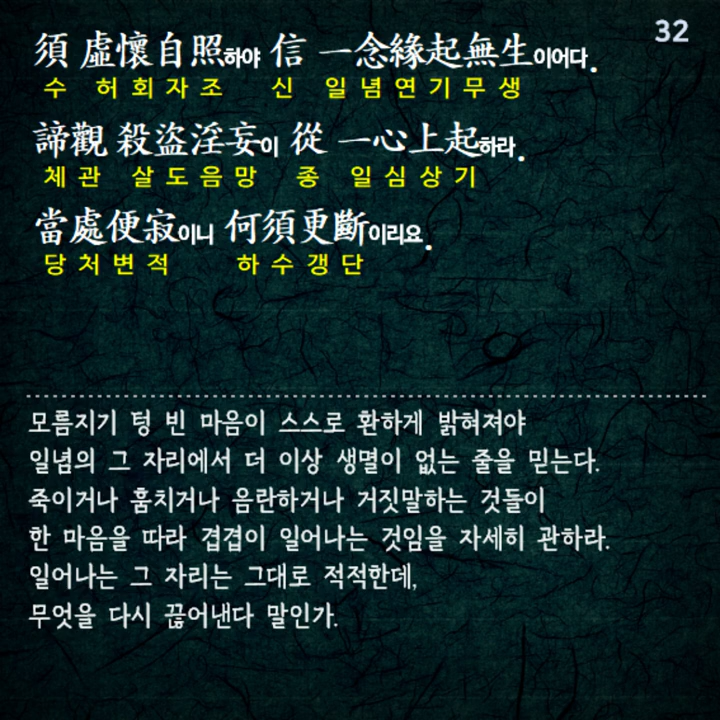 32
須 虛懷自照하야 信 一念緣起無生이어다.
수 허회자조 신 일념연기무생
諦觀 殺盜淫妄이 從 一心上起하라.
체관 살도음망 종 일심상기
當處便寂이니 何須更斷이리요.
당처변적 하수갱단
모름지기 텅 빈 마음이 스스로 환하게 밝혀져야
일념의 그 자리에서 더 이상 생멸이 없는 줄을 믿는다.
죽이거나 훔치거나 음란하거나 거짓말하는 것들이
한 마음을 따라 겹겹이 일어나는 것임을 자세히 관하라.
일어나는 그 자리는 그대로 적적한데,
무엇을 다시 끊어낸다 말인가.